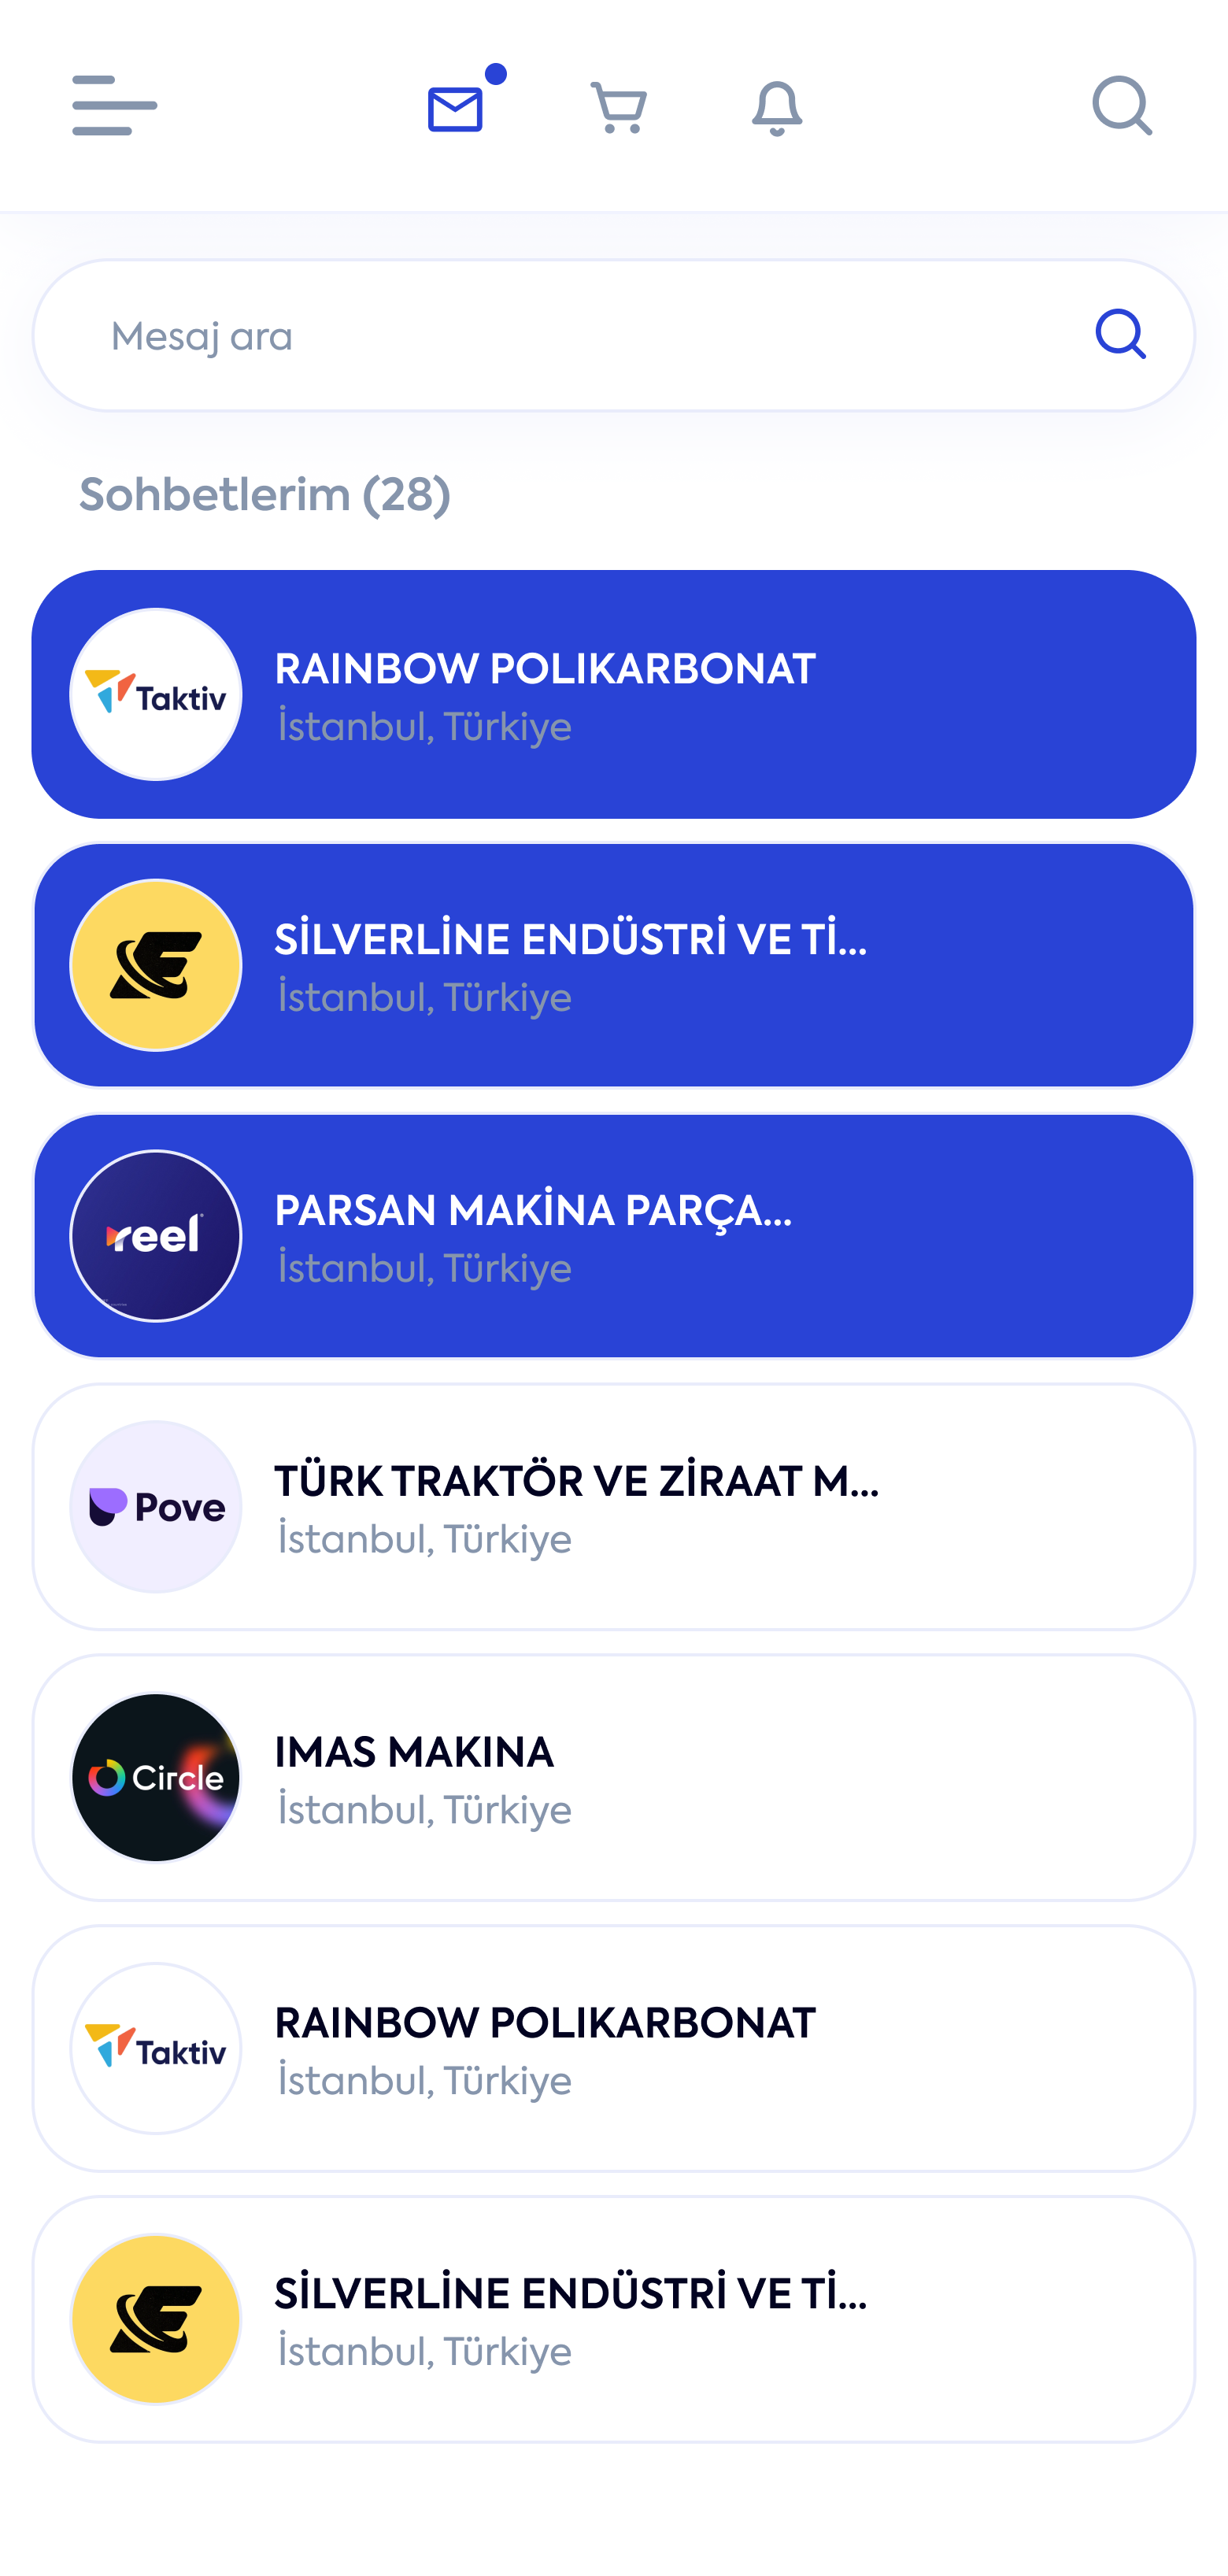 Mesaj ara
Sohbetlerim (28)
Taktiv
RAINBOW POLIKARBONAT
İstanbul, Türkiye
SİLVERLİNE ENDÜSTRİ VE Tİ...
İstanbul, Türkiye
reel
PARSAN MAKİNA PARÇA...
İstanbul, Türkiye
Pove
TÜRK TRAKTÖR VE ZİRAAT M...
İstanbul, Türkiye
Circle
IMAS MAKINA
İstanbul, Türkiye
Taktiv
RAINBOW POLIKARBONAT
İstanbul, Türkiye
SİLVERLİNE ENDÜSTRİ VE Tİ...
İstanbul, Türkiye